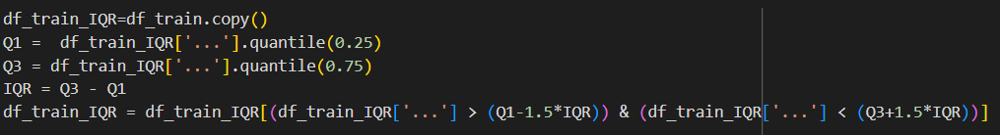 df_train_IQR=df_train.copy()
Q1 =  df_train_IQR['...'].quantile(0.25)
Q3 = df_train_IQR['...'].quantile(0.75)
IQR = Q3 - Q1
df_train_IQR = df_train_IQR[(df_train_IQR['...'] > (Q1-1.5*IQR)) & (df_train_IQR['...'] < (Q3+1.5*IQR))]